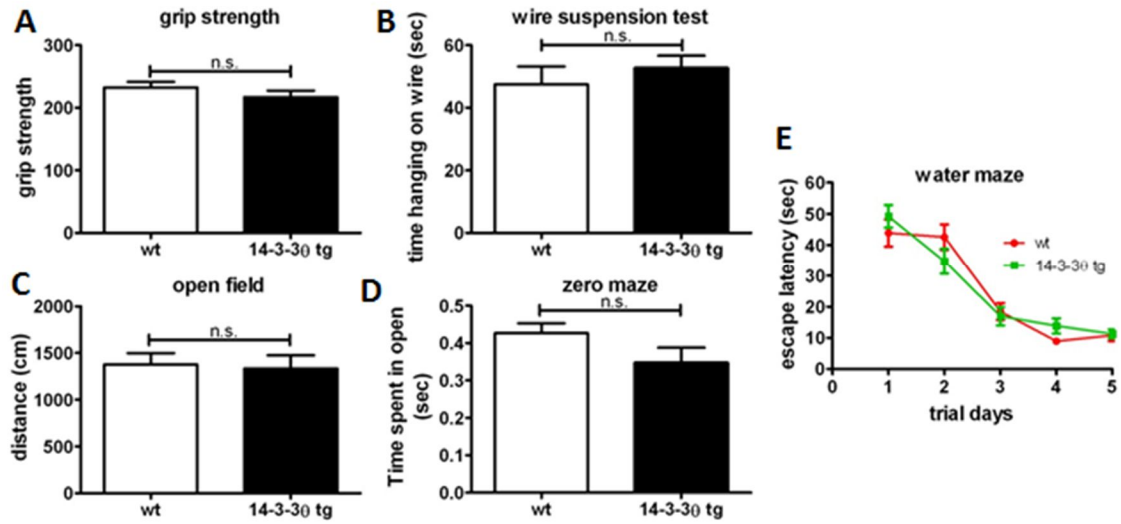 A
grip strength
300
200
100
0
grip strength
n.s.
wt
14-3-3θ tg
B
wire suspension test
60
40
20
0
time hanging on wire (sec)
n.s.
wt
14-3-3θ tg
C
open field
2000
1500
1000
500
0
distance (cm)
n.s.
wt
14-3-3θ tg
D
zero maze
0.5
0.4
0.3
0.2
0.1
0.0
Time spent in open
(sec)
n.s.
wt
14-3-3θ tg
E
water maze
60
50
40
30
20
10
0
escape latency (sec)
wt
14-3-3θ tg
0 1 2 3 4 5
trial days